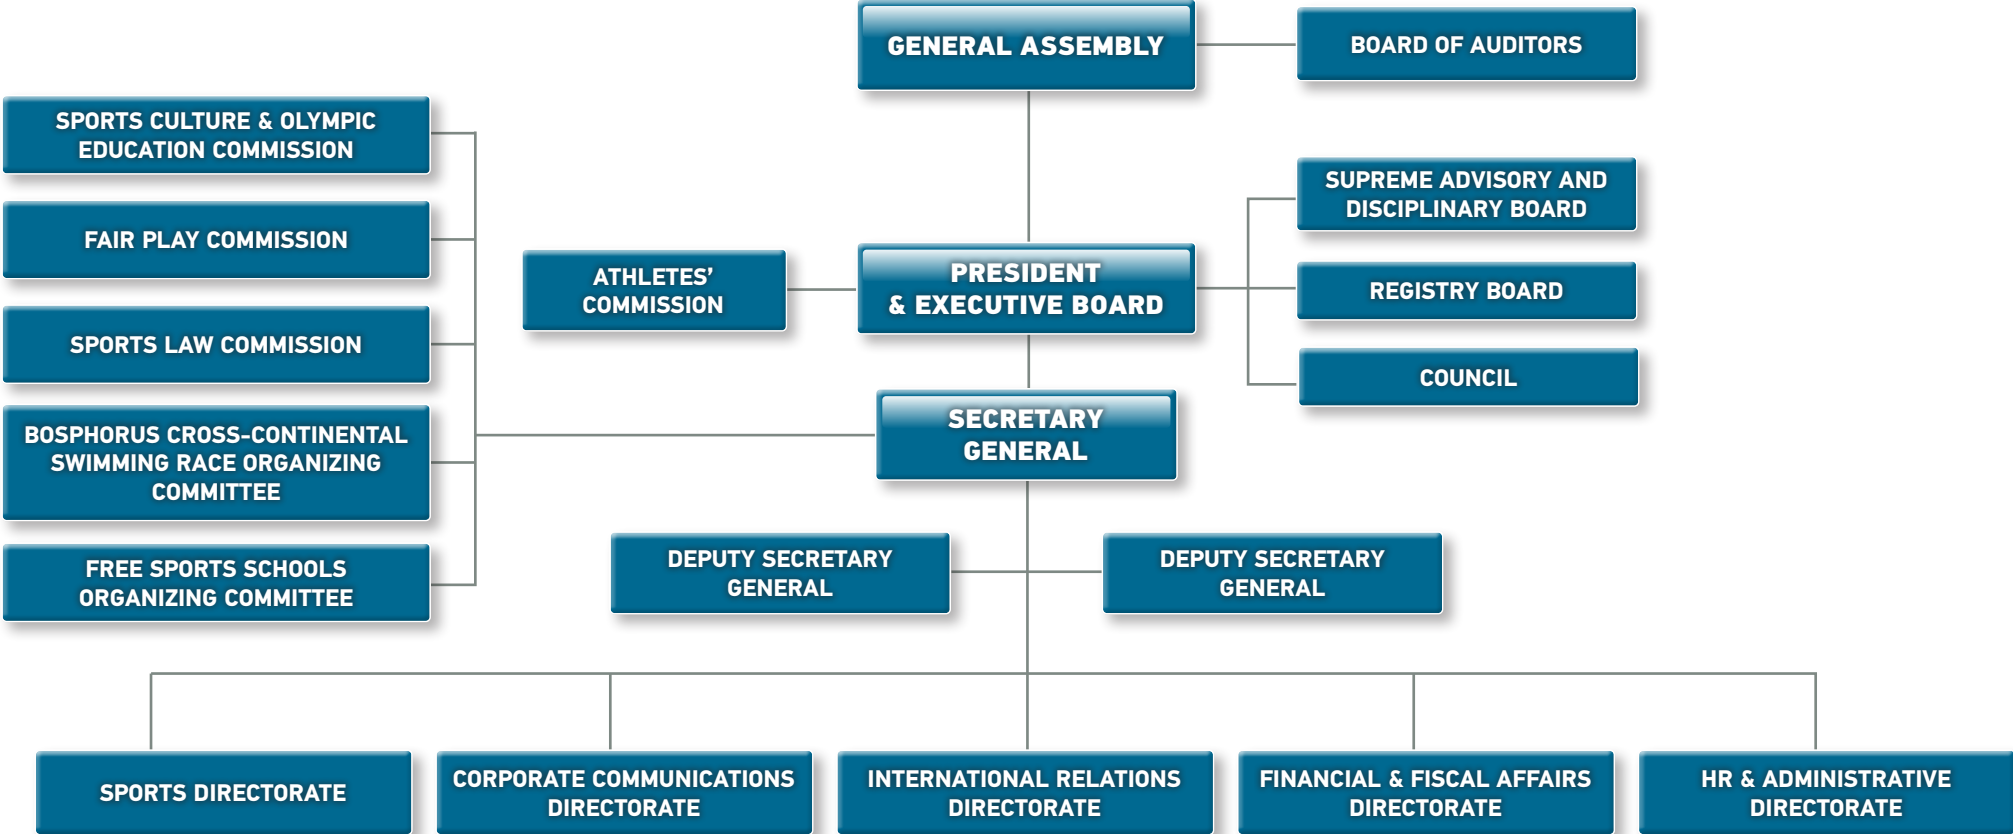 GENERAL ASSEMBLY
BOARD OF AUDITORS
SPORTS CULTURE & OLYMPIC
EDUCATION COMMISSION
FAIR PLAY COMMISSION
SPORTS LAW COMMISSION
BOSPHORUS CROSS-CONTINENTAL
SWIMMING RACE ORGANIZING
COMMITTEE
FREE SPORTS SCHOOLS
ORGANIZING COMMITTEE
ATHLETES’
COMMISSION
PRESIDENT
& EXECUTIVE BOARD
SUPREME ADVISORY AND
DISCIPLINARY BOARD
REGISTRY BOARD
COUNCIL
SECRETARY
GENERAL
DEPUTY SECRETARY
GENERAL
DEPUTY SECRETARY
GENERAL
SPORTS DIRECTORATE
CORPORATE COMMUNICATIONS
DIRECTORATE
INTERNATIONAL RELATIONS
DIRECTORATE
FINANCIAL & FISCAL AFFAIRS
DIRECTORATE
HR & ADMINISTRATIVE
DIRECTORATE